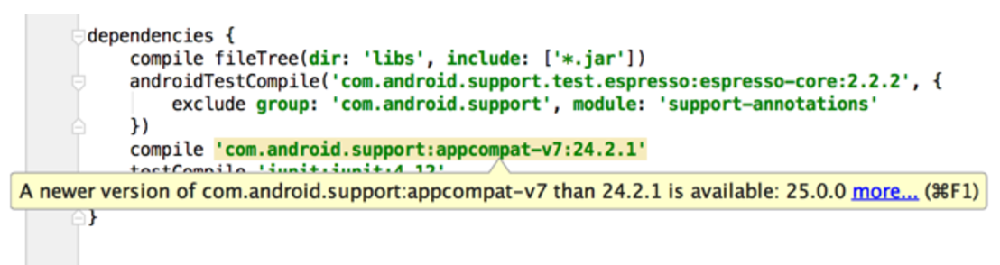 dependencies {
compile fileTree(dir: 'libs', include: ['*.jar'])
androidTestCompile('com.android.support.test.espresso:espresso-core:2.2.2', {
exclude group: 'com.android.support', module: 'support-annotations'
})
compile 'com.android.support:appcompat-v7:24.2.1'
testCompile 'junit:junit:4.12'
A newer version of com.android.support:appcompat-v7 than 24.2.1 is available: 25.0.0 more... (⌘F1)
}